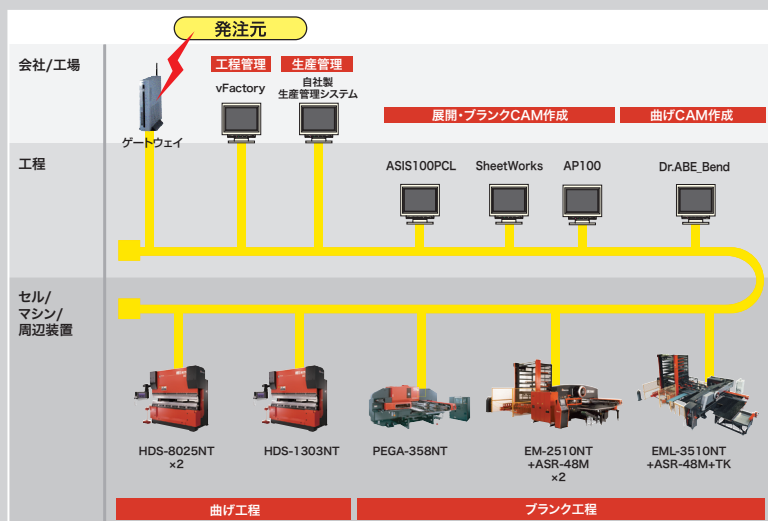 発注元
会社/工場
工程管理
生産管理
vFactory
自社製
生産管理システム
展開・ブランクCAM作成
曲げCAM作成
ゲートウェイ
工程
ASIS100PCL
SheetWorks
AP100
Dr.ABE_Bend
セル/
マシン/
周辺装置
HDS-8025NT
×2
HDS-1303NT
PEGA-358NT
EM-2510NT
+ASR-48M
×2
EML-3510NT
+ASR-48M+TK
曲げ工程
ブランク工程